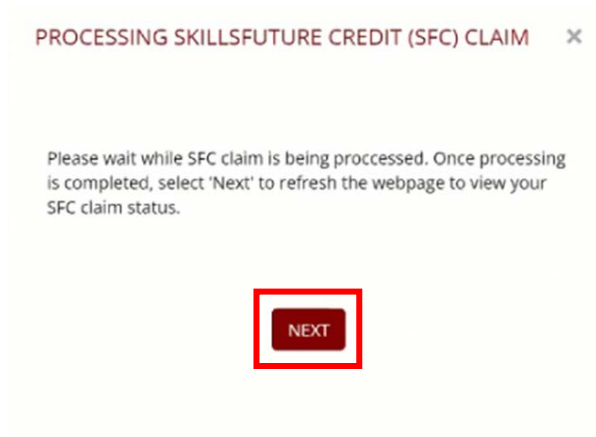 PROCESSING SKILLSFUTURE CREDIT (SFC) CLAIM ×
Please wait while SFC claim is being proccessed. Once processing
is completed, select 'Next' to refresh the webpage to view your
SFC claim status.
NEXT